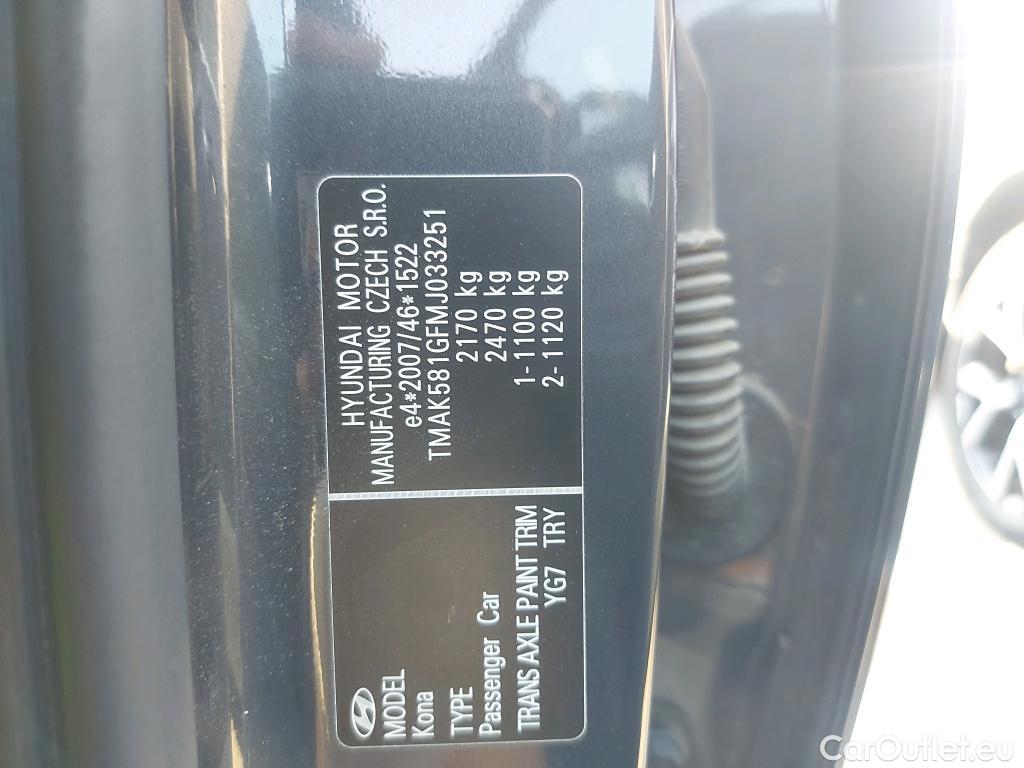 HYUNDAI MOTOR
MANUFACTURING CZECH S.R.O.
e4*2007/46*1522
TMAK581GFMJ033251
2170 kg
2470 kg
1- 1100 kg
2- 1120 kg
MODEL
Kona
TYPE
Passenger Car
TRANS AXLE PAINT TRIM
YG7 TRY
CarOutlet.eu